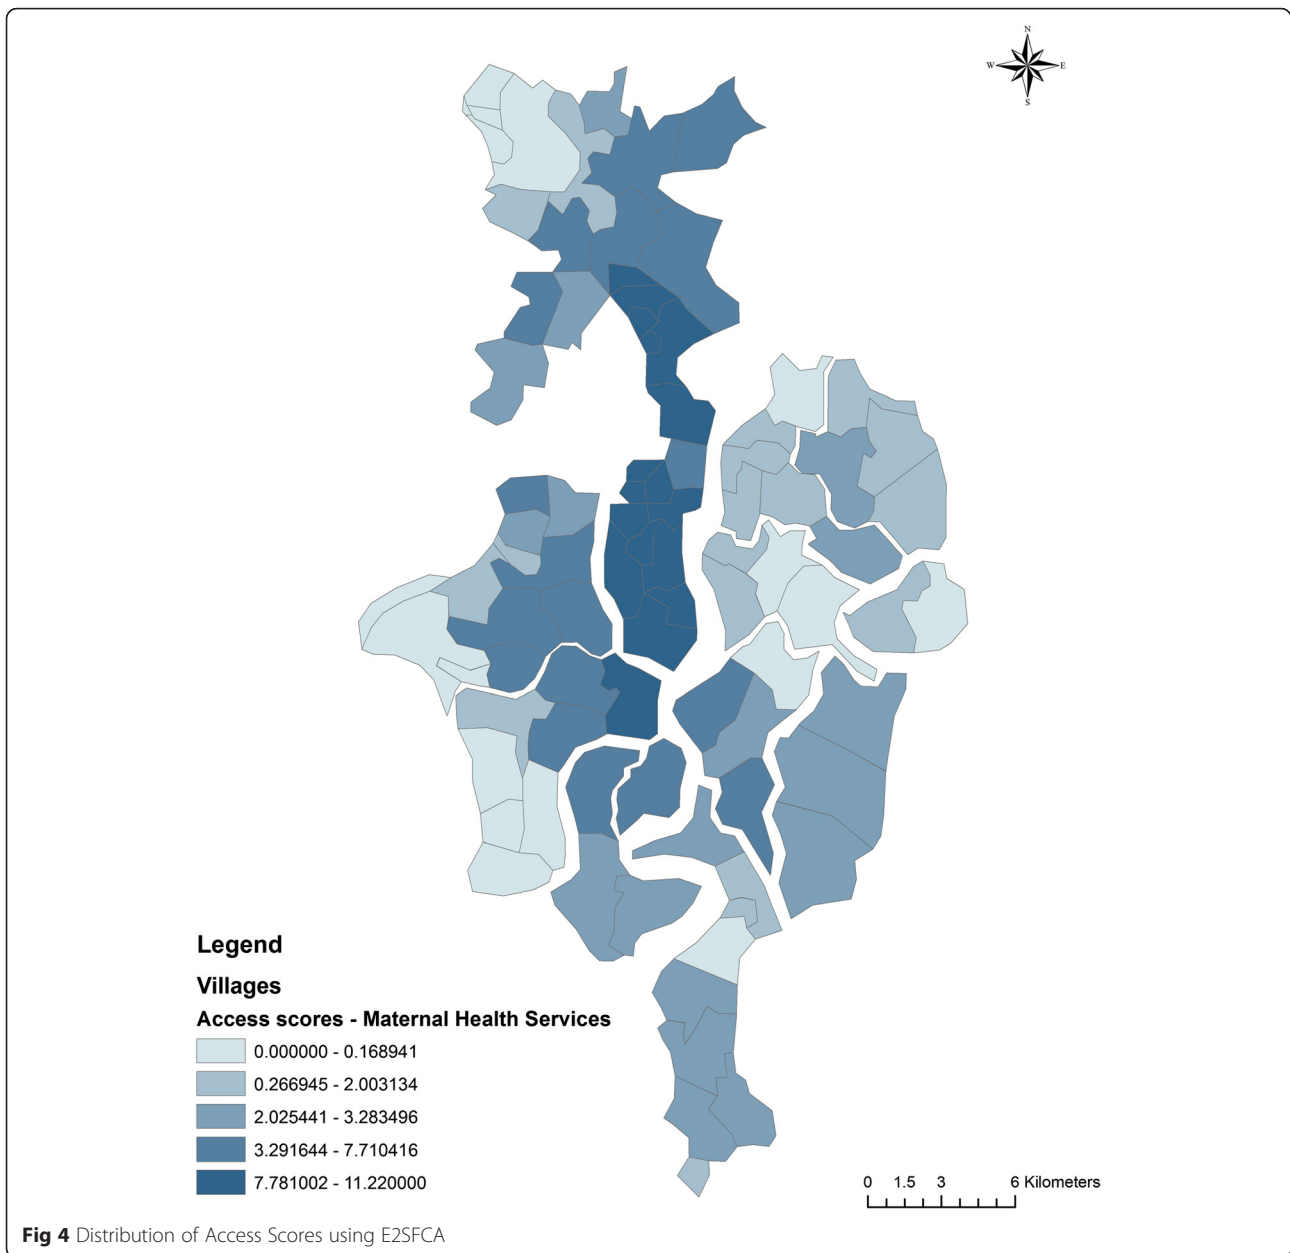 N
W E
S
Legend
Villages
Access scores - Maternal Health Services
0.000000 - 0.168941
0.266945 - 2.003134
2.025441 - 3.283496
3.291644 - 7.710416
7.781002 - 11.220000
0 1.5 3 6 Kilometers
Fig 4 Distribution of Access Scores using E2SFCA